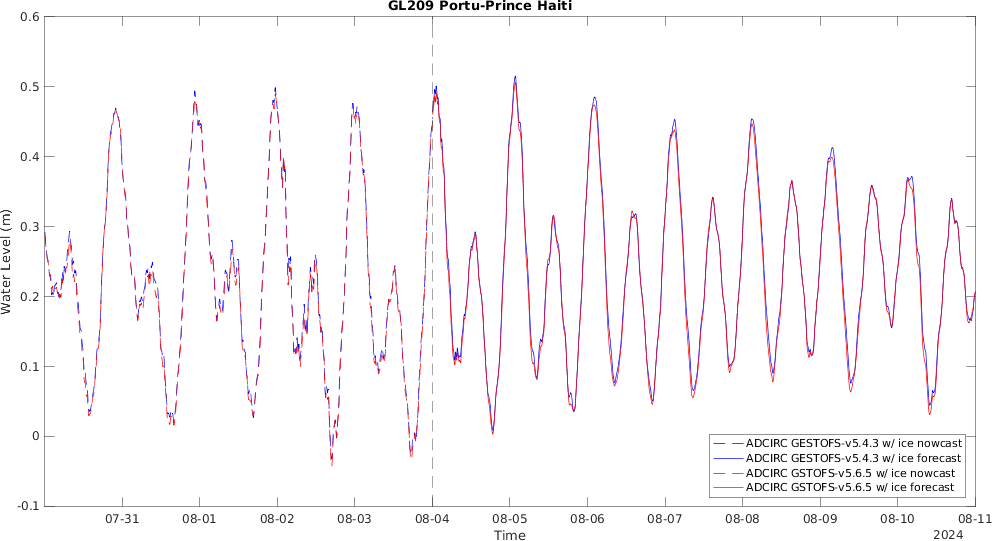 GL209 Portu-Prince Haiti
0.6
0.5
0.4
0.3
0.2
0.1
0
-0.1
Water Level (m)
ADCIRC GESTOFS-v5.4.3 w/ ice nowcast
ADCIRC GESTOFS-v5.4.3 w/ ice forecast
ADCIRC GSTOFS-v5.6.5 w/ ice nowcast
ADCIRC GSTOFS-v5.6.5 w/ ice forecast
07-31 08-01 08-02 08-03 08-04 08-05 08-06 08-07 08-08 08-09 08-10 08-11
Time
2024